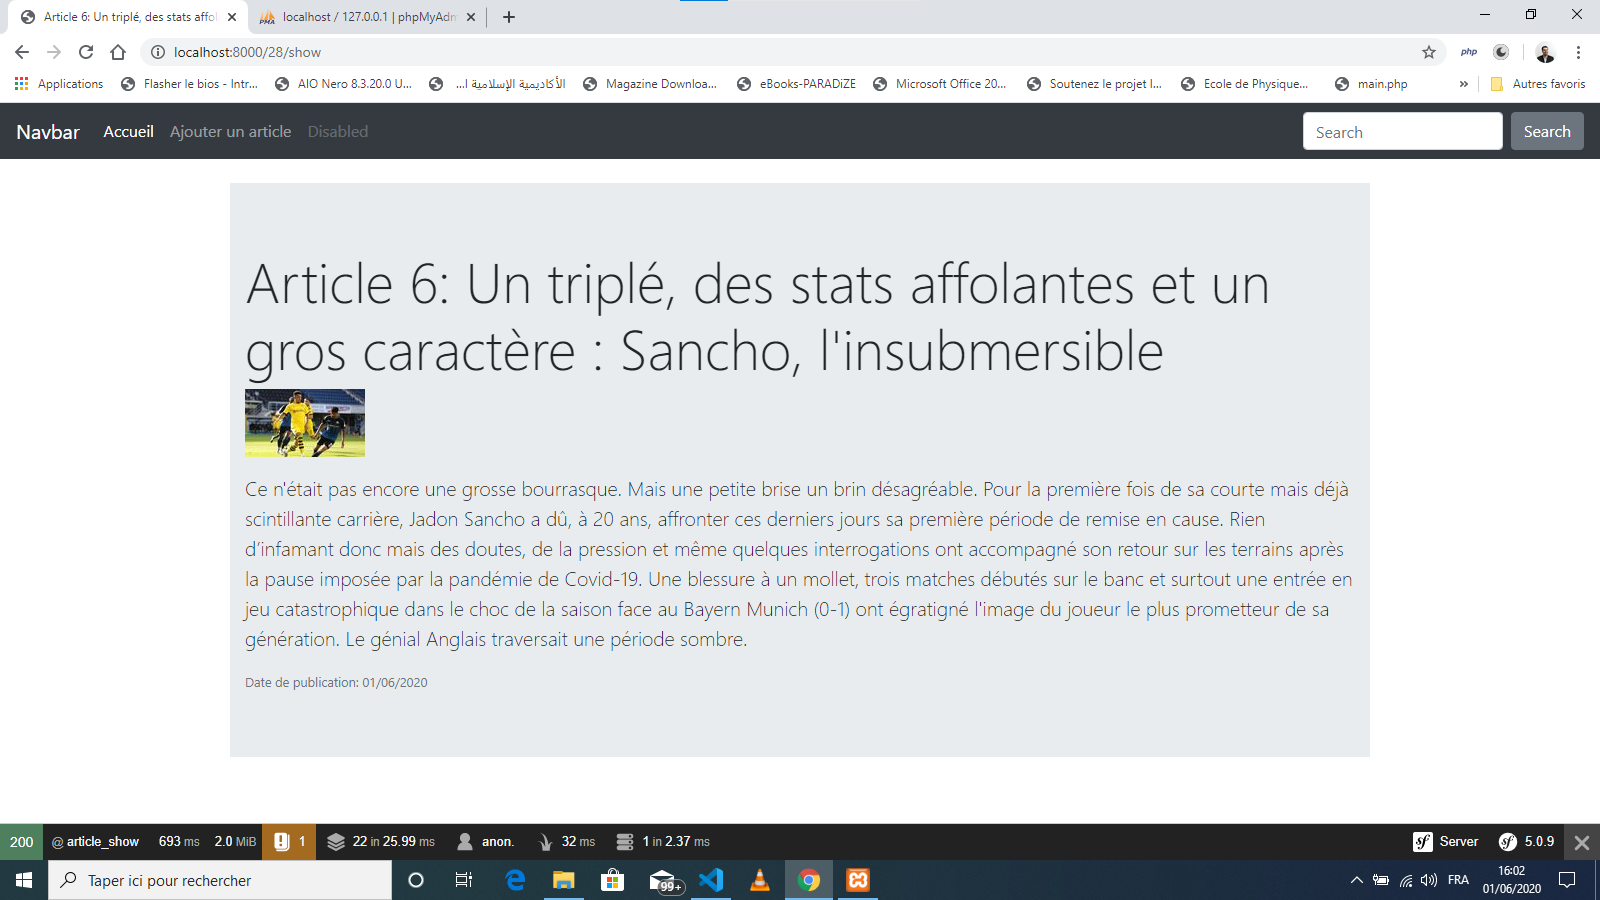 Article 6: Un triplé, des stats affol
localhost / 127.0.0.1 | phpMyAdm
localhost:8000/28/show
php
Applications
Flasher le bios - Intr...
AIO Nero 8.3.20.0 U...
الأكاديمية الإسلامية ا...
Magazine Downloa...
eBooks-PARADiZE
Microsoft Office 20...
Soutenez le projet l...
Ecole de Physique...
main.php
»
Autres favoris
Navbar Accueil Ajouter un article Disabled Search Search
Article 6: Un triplé, des stats affolantes et un
gros caractère : Sancho, l'insubmersible
Ce n'était pas encore une grosse bourrasque. Mais une petite brise un brin désagréable. Pour la première fois de sa courte mais déjà
scintillante carrière, Jadon Sancho a dû, à 20 ans, affronter ces derniers jours sa première période de remise en cause. Rien
d’infamant donc mais des doutes, de la pression et même quelques interrogations ont accompagné son retour sur les terrains après
la pause imposée par la pandémie de Covid-19. Une blessure à un mollet, trois matches débutés sur le banc et surtout une entrée en
jeu catastrophique dans le choc de la saison face au Bayern Munich (0-1) ont égratigné l'image du joueur le plus prometteur de sa
génération. Le génial Anglais traversait une période sombre.
Date de publication: 01/06/2020
200 @ article_show 693 ms 2.0 MiB 1 22 in 25.99 ms anon. 32 ms 1 in 2.37 ms sf Server sf 5.0.9
Taper ici pour rechercher
99+
FRA
16:02
01/06/2020